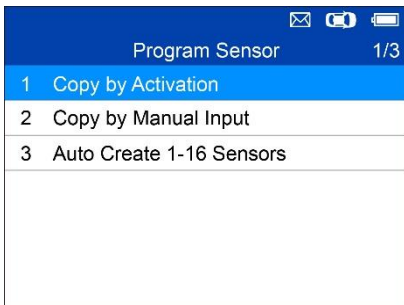 Program Sensor 1/3
1 Copy by Activation
2 Copy by Manual Input
3 Auto Create 1-16 Sensors